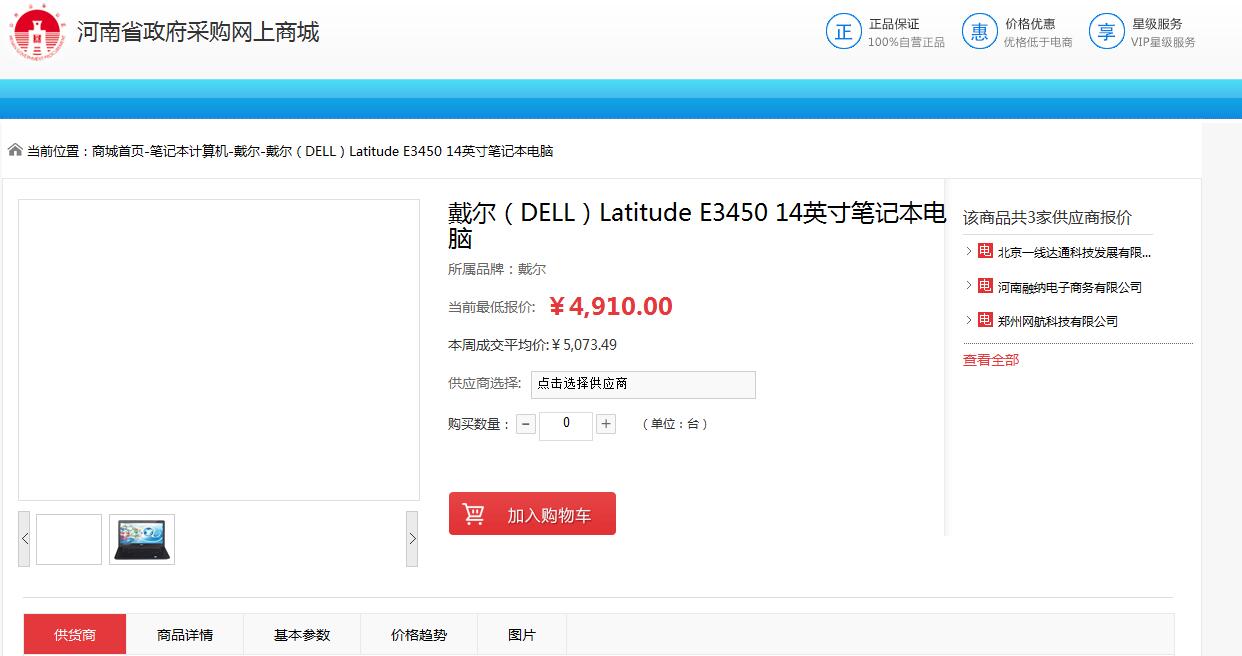 河南省政府采购网上商城
正
正品保证
100%自营正品
惠
价格优惠
优格低于电商
享
星级服务
VIP星级服务
当前位置：商城首页-笔记本计算机-戴尔-戴尔（DELL）Latitude E3450 14英寸笔记本电脑
戴尔（DELL）Latitude E3450 14英寸笔记本电
脑
所属品牌：戴尔
当前最低报价: ￥4,910.00
本周成交平均价:￥5,073.49
供应商选择: 点击选择供应商
购买数量： - 0 + （单位：台）
加入购物车
该商品共3家供应商报价
电 北京一线达通科技发展有限...
电 河南融纳电子商务有限公司
电 郑州网航科技有限公司
查看全部
供货商 商品详情 基本参数 价格趋势 图片